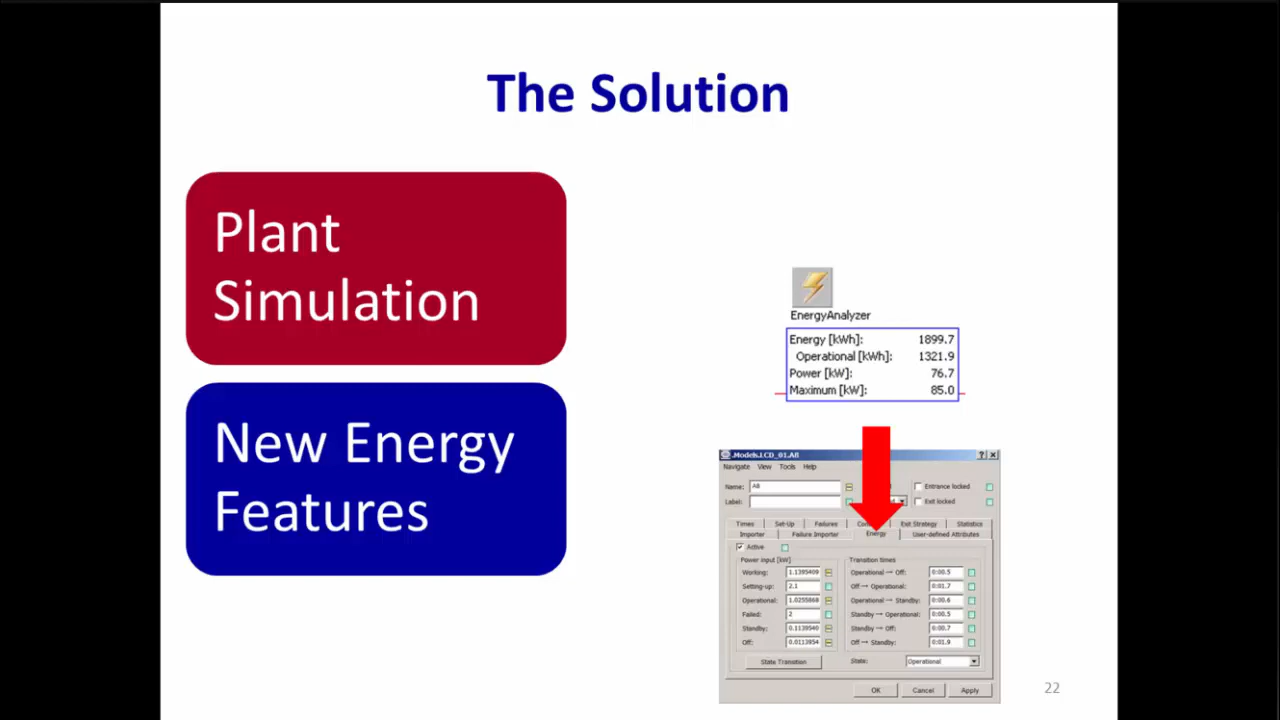 The Solution
Plant
Simulation
New Energy
Features
EnergyAnalyzer
Energy [kWh]: 1899.7
Operational [kWh]: 1321.9
Power [kW]: 76.7
Maximum [kW]: 85.0
.Models.LCD_01.All
Navigate View Tools Help
Name: All Entrance locked
Label: Exit locked
Times Set-Up Failures Exit Strategy Statistics
Importer Failure Importer Energy User-defined Attributes
Active
Power input [kW] Transition times
Working: 1.1395409 Operational → Off: 0:00.5
Setting-up: 2.1 Off → Operational: 0:01.7
Operational: 1.0255868 Operational → Standby: 0:00.6
Failed: 2 Standby → Operational: 0:00.5
Standby: 0.1139540 Standby → Off: 0:00.7
Off: 0.0113954 Off → Standby: 0:01.9
State Transition State: Operational
OK Cancel Apply
22